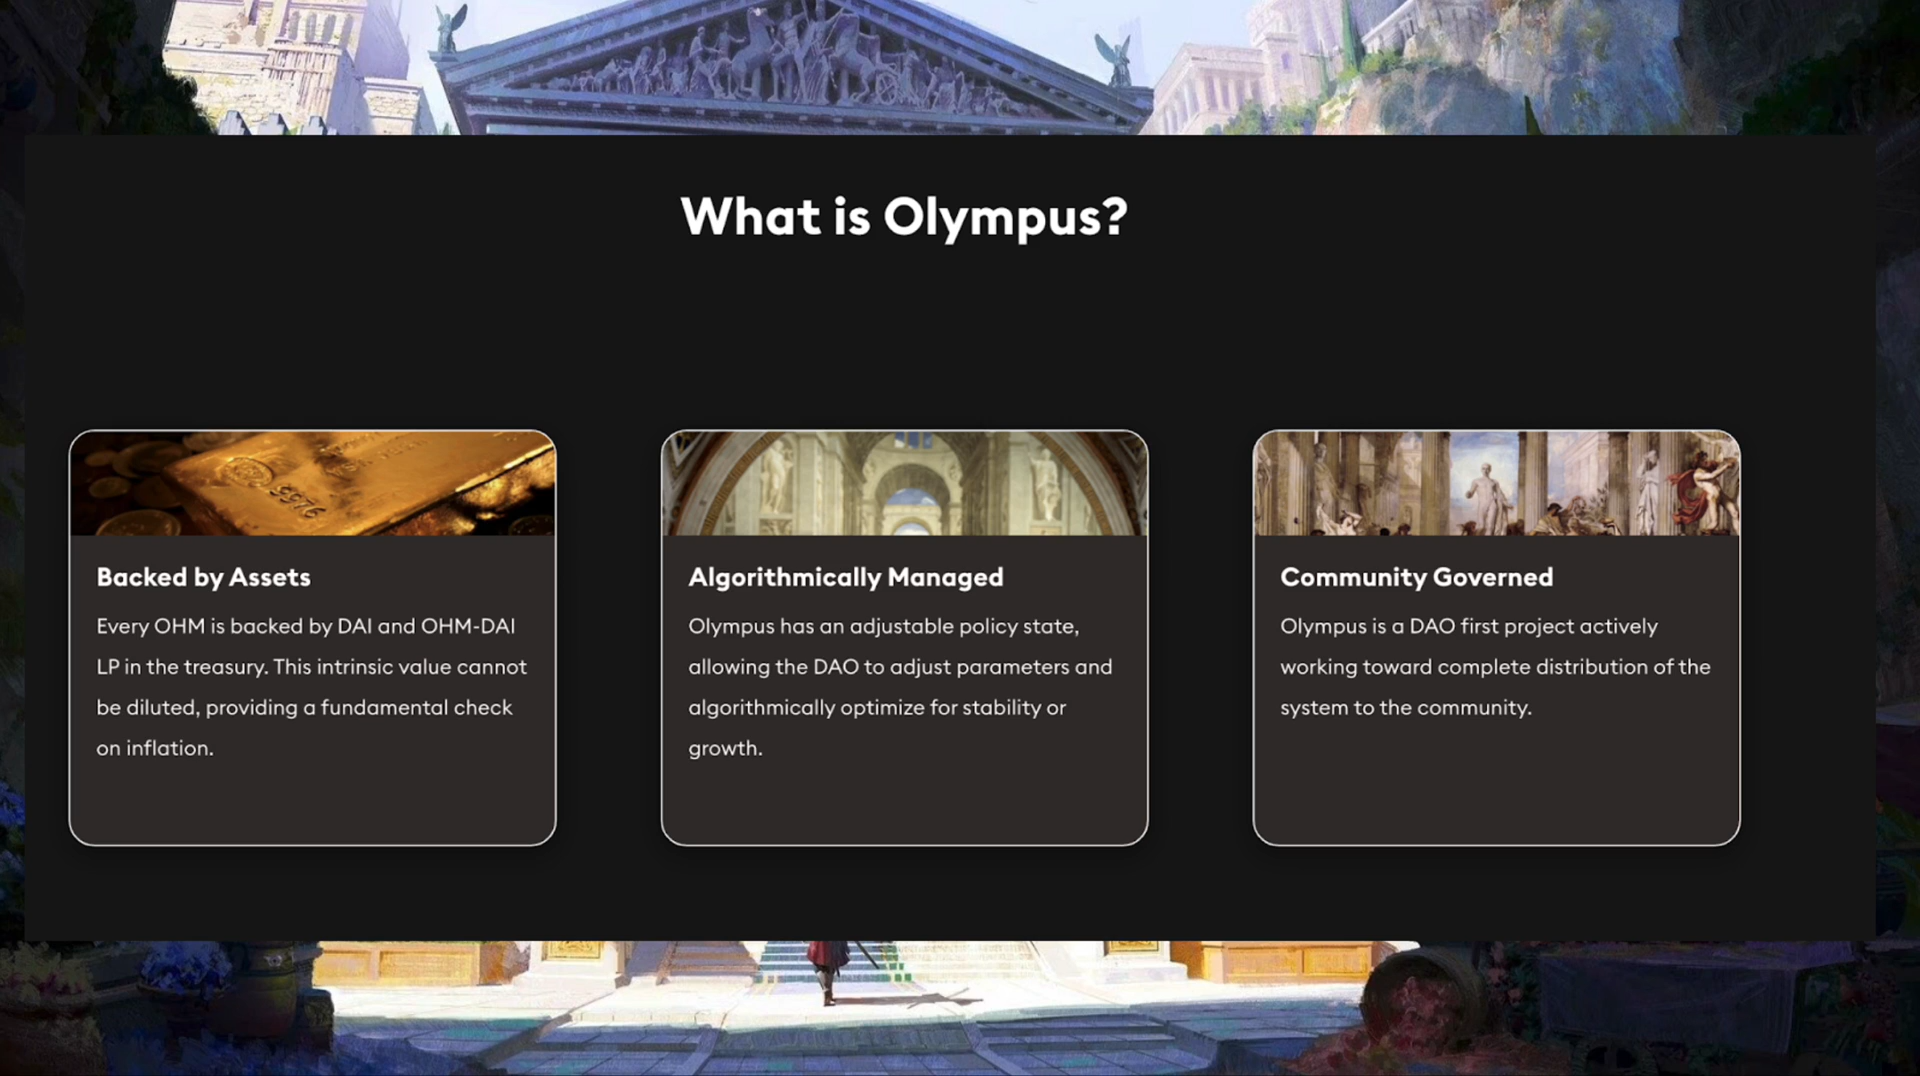 What is Olympus?
9976
Backed by Assets
Every OHM is backed by DAI and OHM-DAI
LP in the treasury. This intrinsic value cannot
be diluted, providing a fundamental check
on inflation.
Algorithmically Managed
Olympus has an adjustable policy state,
allowing the DAO to adjust parameters and
algorithmically optimize for stability or
growth.
Community Governed
Olympus is a DAO first project actively
working toward complete distribution of the
system to the community.